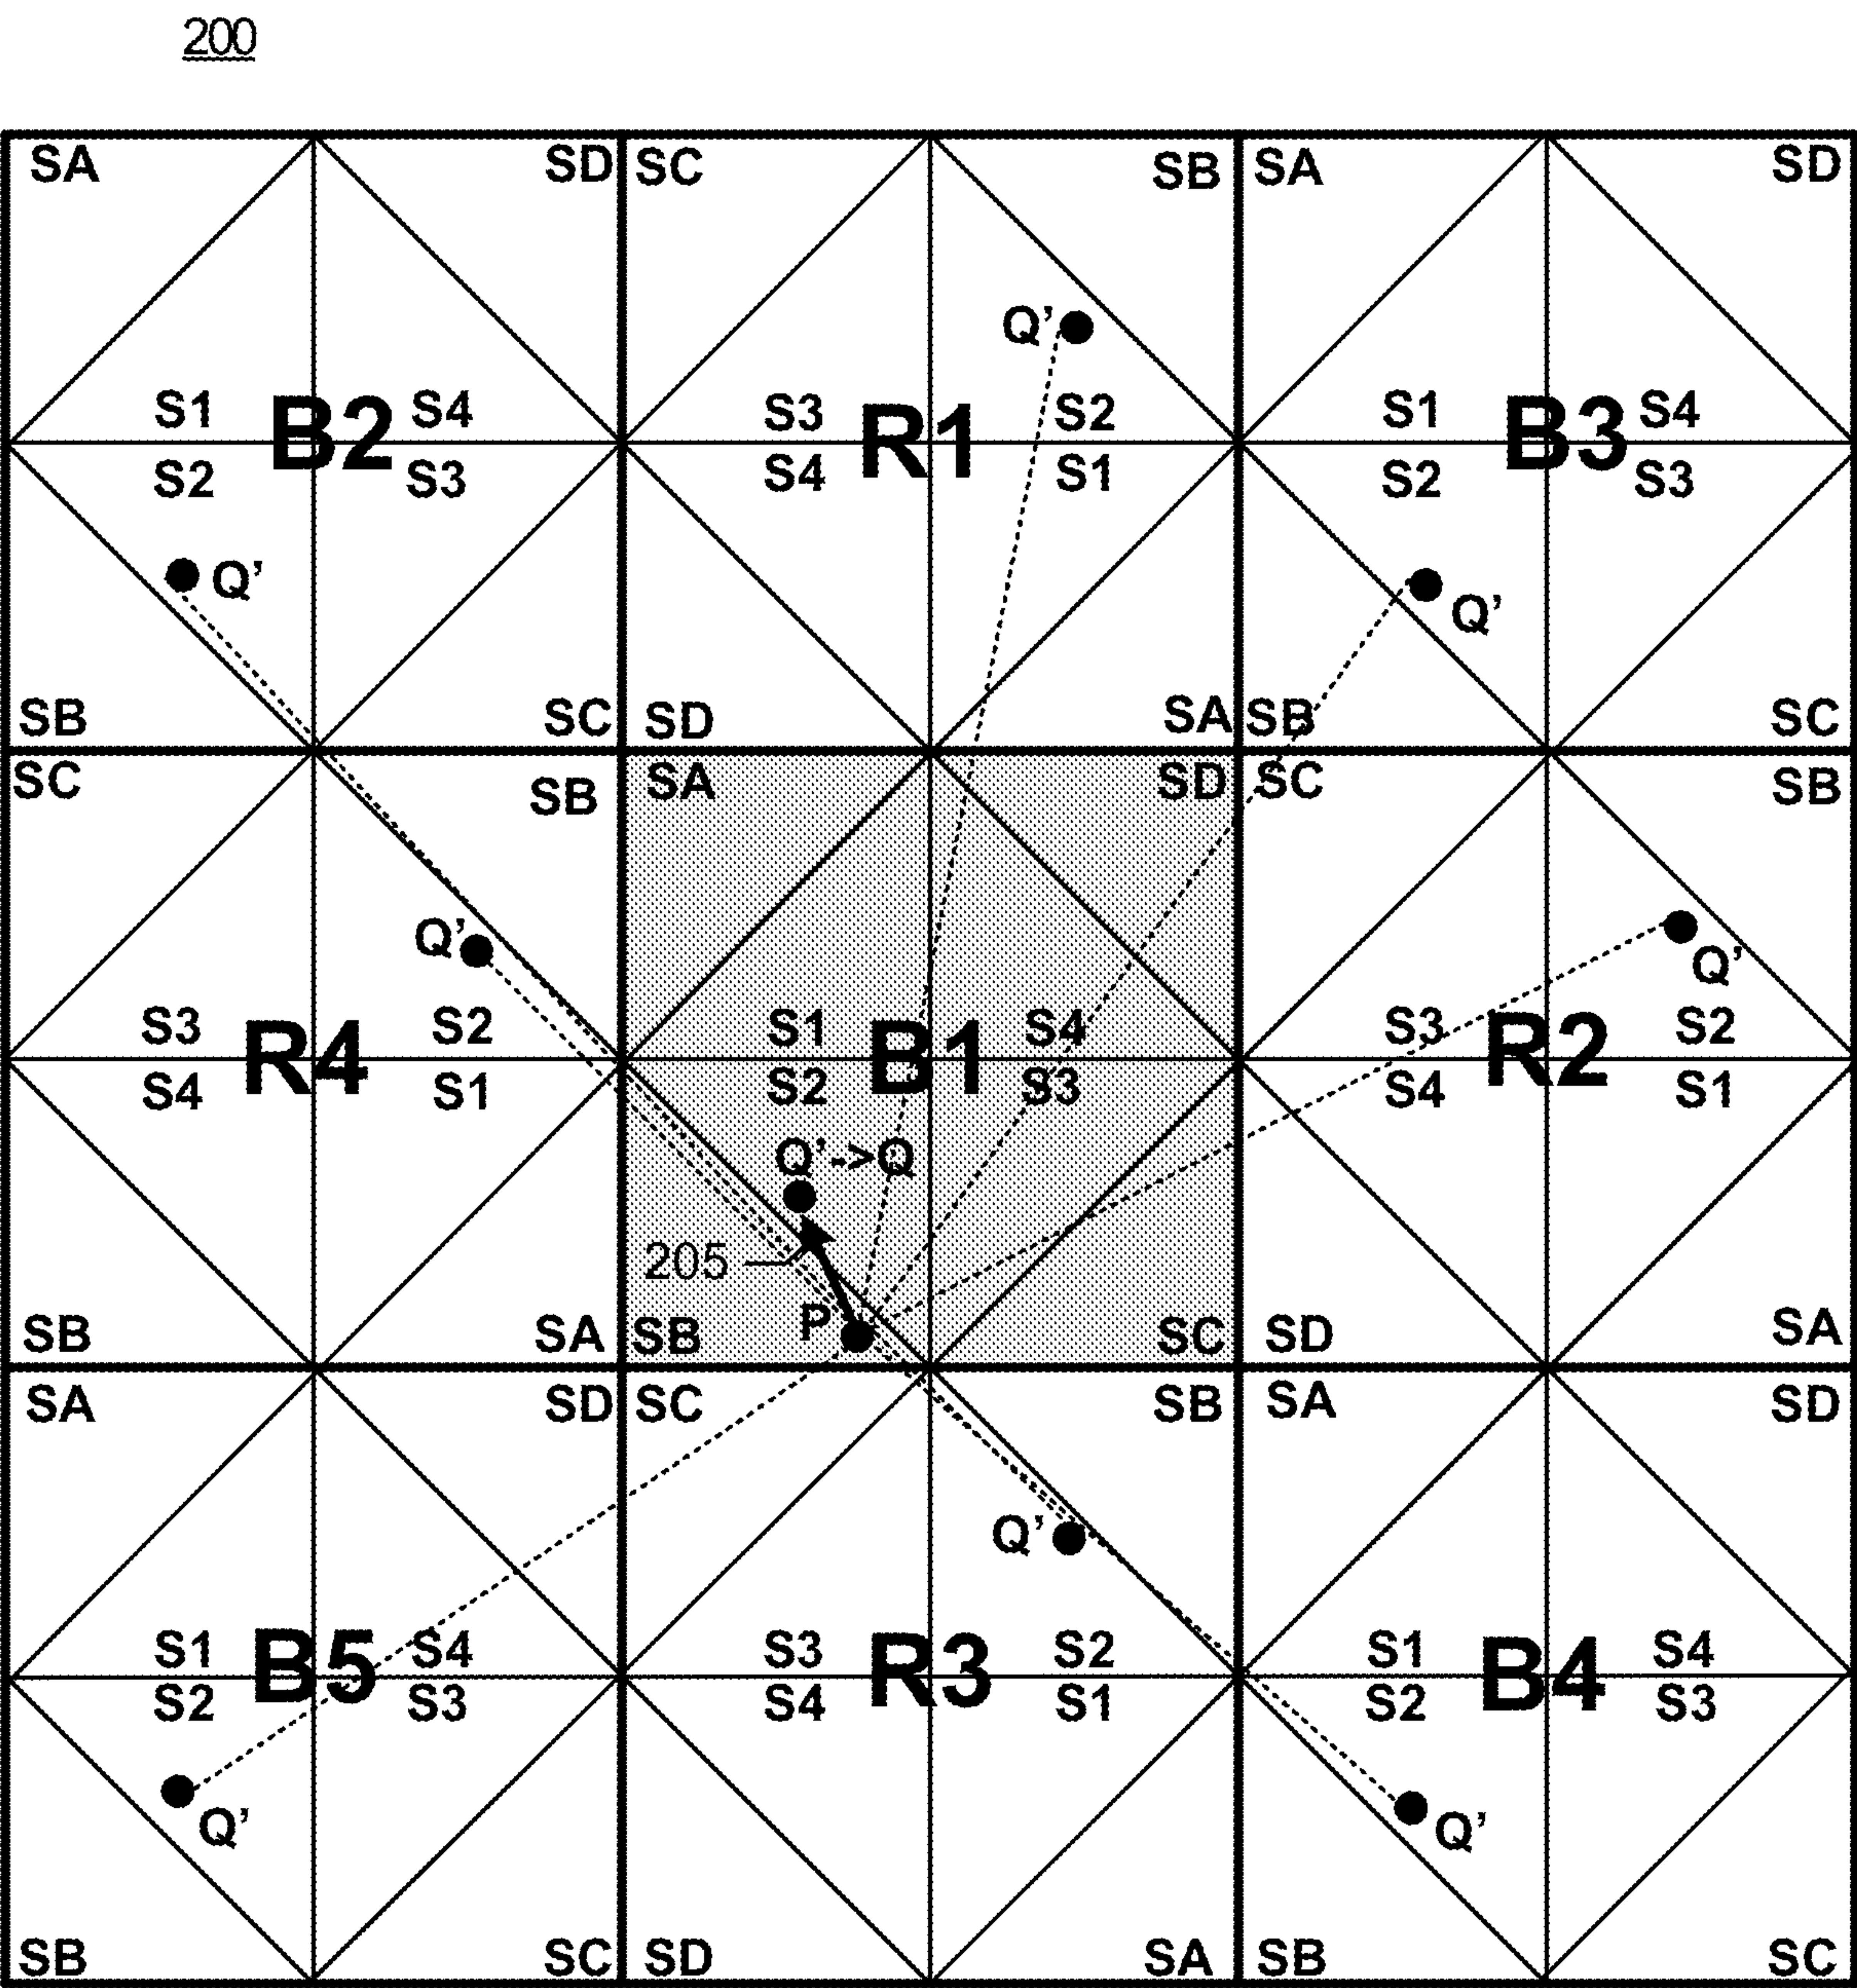 200
SA SD SC SB SA SD
Q’
S1 S4 S3 S2 S1 S4
B2 R1 B3
S2 S3 S4 S1 S2 S3
Q’ Q’
SB SC SD SA SB SC
SC SB SA SD SC SB
Q’ Q’
S3 S2 S1 S4 S3 S2
R4 B1 R2
S4 S1 S2 S3 S4 S1
Q’->Q
205
P
SB SA SB SC SD SA
SA SD SC SB SA SD
Q’
S1 S4 S3 S2 S1 S4
B5 R3 B4
S2 S3 S4 S1 S2 S3
Q’ Q’
SB SC SD SA SB SC